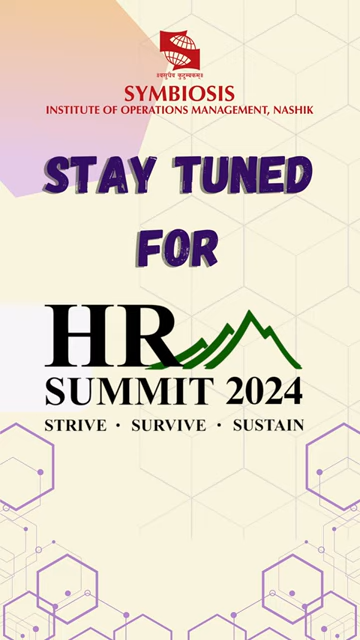 ॥वसुधैव कुटुम्बकम्॥
SYMBIOSIS
INSTITUTE OF OPERATIONS MANAGEMENT, NASHIK
STAY TUNED
FOR
HR
SUMMIT 2024
STRIVE · SURVIVE · SUSTAIN